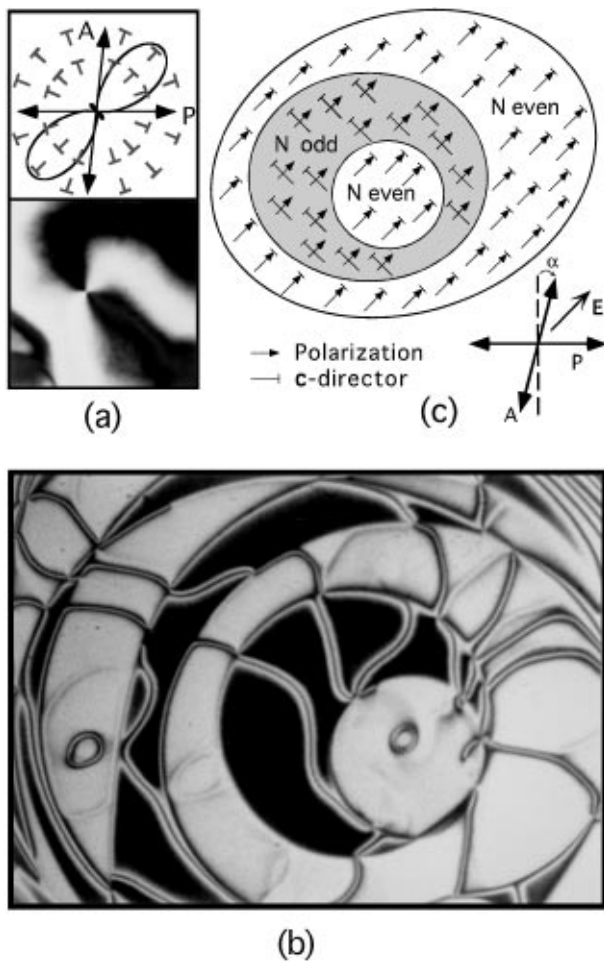 A
P
(a)
N even
N odd
N even
Polarization
c-director
(c)
α
E
P
A
(b)